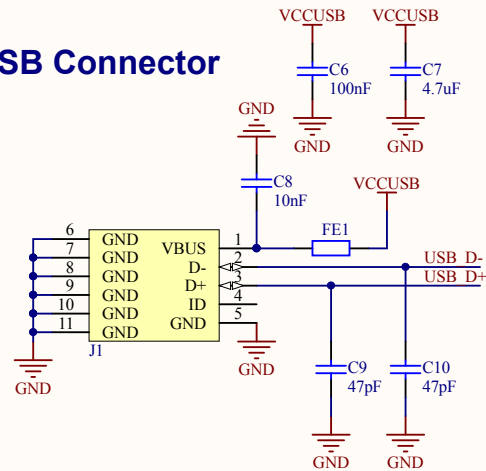 SB Connector
VCCUSB
VCCUSB
C6
100nF
C7
4.7uF
GND
GND
GND
C8
10nF
VCCUSB
FE1
6 GND
7 GND
8 GND
9 GND
10 GND
11 GND
VBUS 1
D- 2
D+ 3
ID 4
GND 5
USB D-
USB D+
J1
GND
GND
C9
47pF
C10
47pF
GND
GND